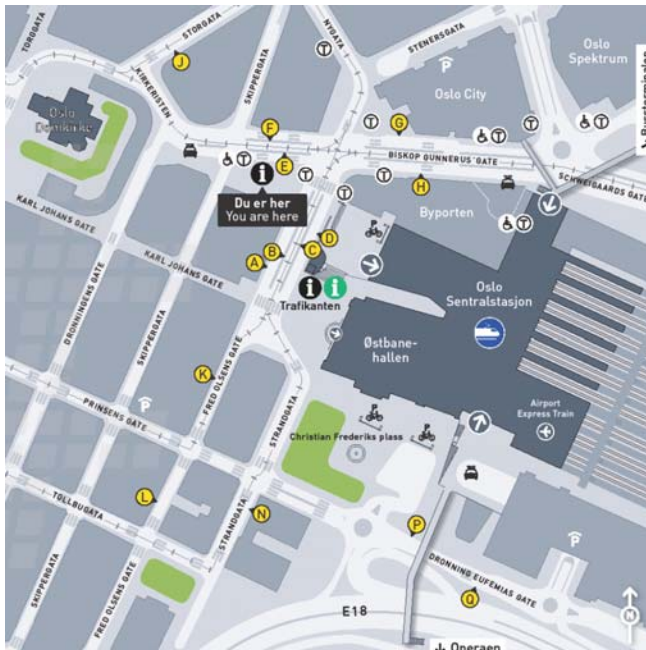 TORGGATA
STORGATA
KIRKERISTEN
SKIPPERGATA
NYGATA
STENERSGATA
Oslo
Spektrum
Oslo City
Bussterminalen
J
T
P
Oslo
Domkirke
F
G
E
H
BISKOP GUNNERUS' GATE
SCHWEIGAARDS GATE
i
Du er her
You are here
Byporten
KARL JOHANS GATE
KARL JOHANS GATE
DRONNINGENS GATE
SKIPPERGATA
A
B
C
D
i
i
Trafikanten
Oslo
Sentralstasjon
Østbane-
hallen
Airport
Express Train
K
FRED OLSENS GATE
STRANDGATA
PRINSENS GATE
P
Christian Frederiks plass
L
N
P
TOLLBUGATA
STRANDGATA
SKIPPERGATA
FRED OLSENS GATE
DRONNING EUFEMIAS GATE
Q
P
E18
N
Operaen